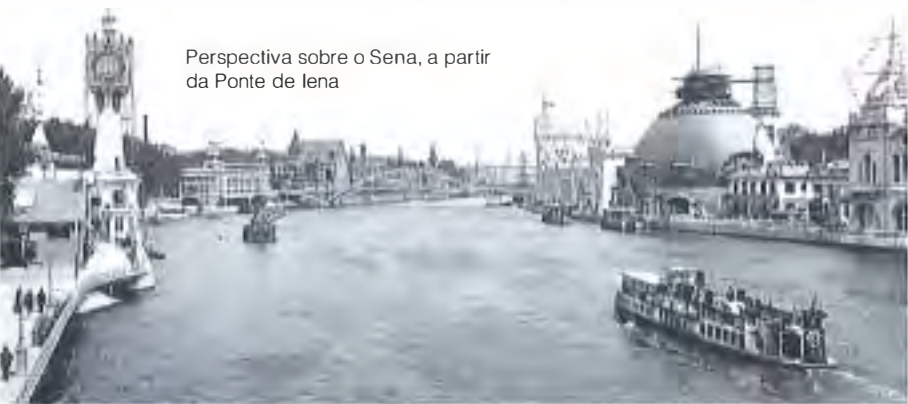 Perspectiva sobre o Sena, a partir
da Ponte de Iena